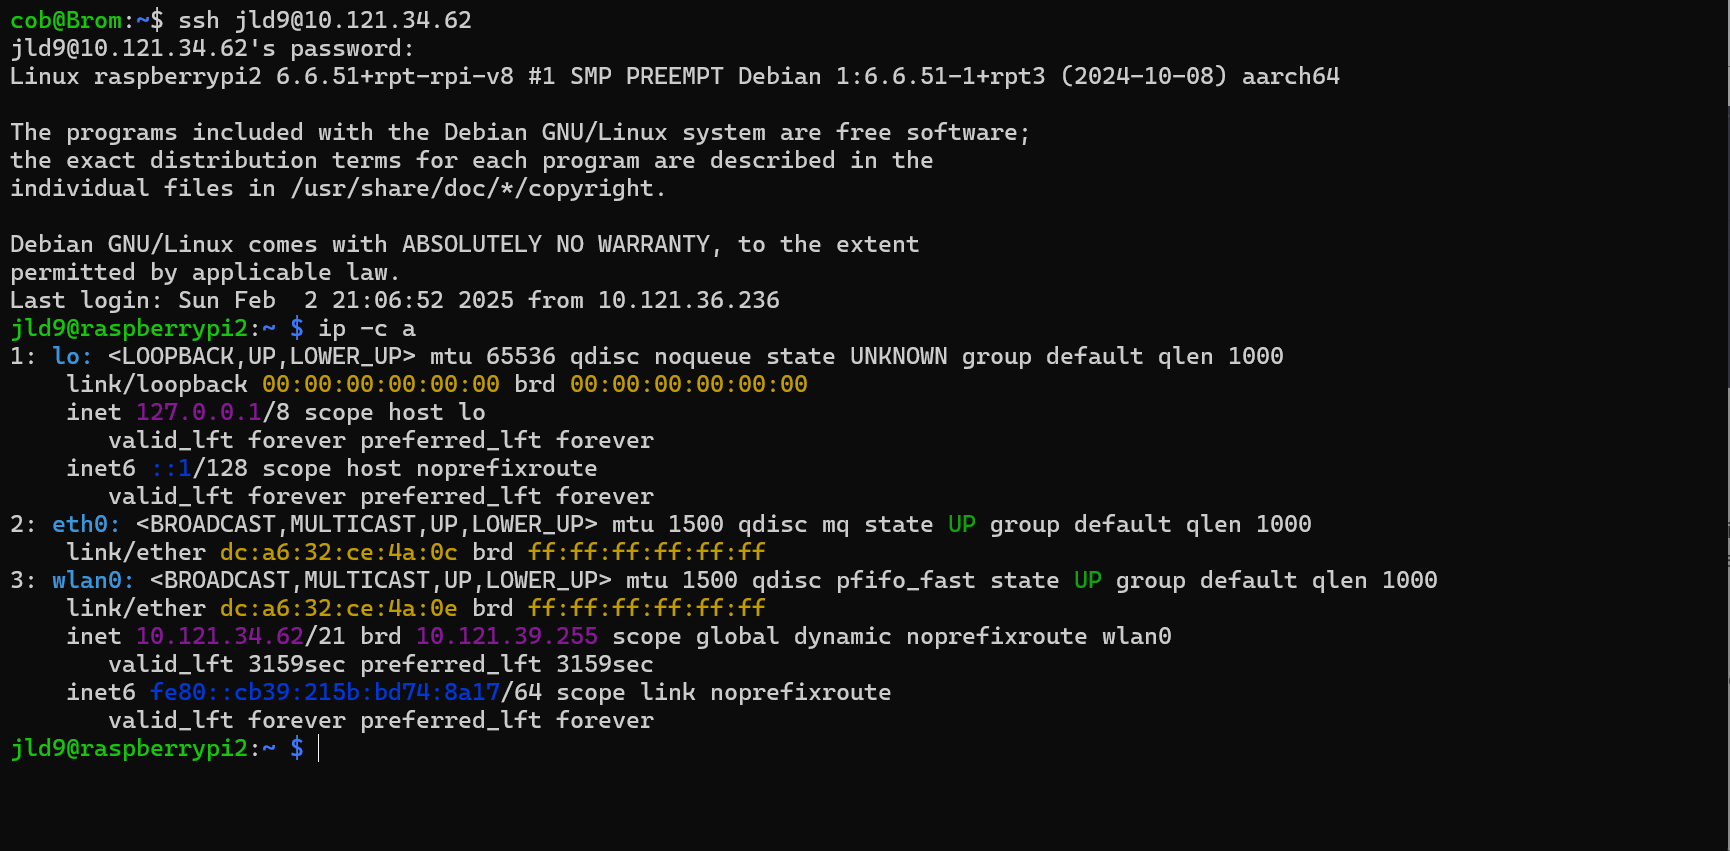 cob@Brom:~$ ssh jld9@10.121.34.62
jld9@10.121.34.62's password:
Linux raspberrypi2 6.6.51+rpt-rpi-v8 #1 SMP PREEMPT Debian 1:6.6.51-1+rpt3 (2024-10-08) aarch64

The programs included with the Debian GNU/Linux system are free software;
the exact distribution terms for each program are described in the
individual files in /usr/share/doc/*/copyright.

Debian GNU/Linux comes with ABSOLUTELY NO WARRANTY, to the extent
permitted by applicable law.
Last login: Sun Feb  2 21:06:52 2025 from 10.121.36.236
jld9@raspberrypi2:~ $ ip -c a
1: lo: <LOOPBACK,UP,LOWER_UP> mtu 65536 qdisc noqueue state UNKNOWN group default qlen 1000
    link/loopback 00:00:00:00:00:00 brd 00:00:00:00:00:00
    inet 127.0.0.1/8 scope host lo
       valid_lft forever preferred_lft forever
    inet6 ::1/128 scope host noprefixroute
       valid_lft forever preferred_lft forever
2: eth0: <BROADCAST,MULTICAST,UP,LOWER_UP> mtu 1500 qdisc mq state UP group default qlen 1000
    link/ether dc:a6:32:ce:4a:0c brd ff:ff:ff:ff:ff:ff
3: wlan0: <BROADCAST,MULTICAST,UP,LOWER_UP> mtu 1500 qdisc pfifo_fast state UP group default qlen 1000
    link/ether dc:a6:32:ce:4a:0e brd ff:ff:ff:ff:ff:ff
    inet 10.121.34.62/21 brd 10.121.39.255 scope global dynamic noprefixroute wlan0
       valid_lft 3159sec preferred_lft 3159sec
    inet6 fe80::cb39:215b:bd74:8a17/64 scope link noprefixroute
       valid_lft forever preferred_lft forever
jld9@raspberrypi2:~ $